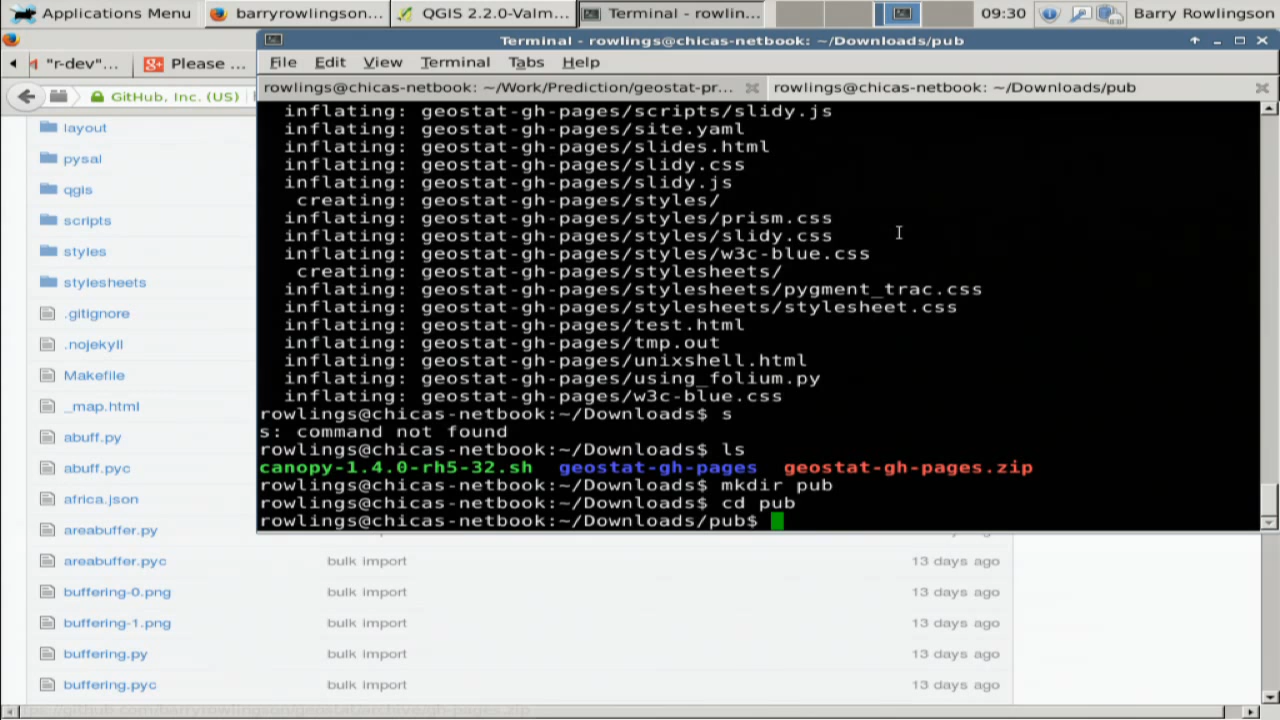 Applications Menu barryrowlingson... QGIS 2.2.0-Valm... Terminal - rowlin... 09:30 Barry Rowlingson
Terminal - rowlings@chicas-netbook: ~/Downloads/pub
"r-dev"... Please ...
File Edit View Terminal Tabs Help
rowlings@chicas-netbook: ~/Work/Prediction/geostat-pr... rowlings@chicas-netbook: ~/Downloads/pub
GitHub, Inc. (US)
layout
pysal
qgis
scripts
styles
stylesheets
.gitignore
.nojekyll
Makefile
_map.html
abuff.py
abuff.pyc
africa.json
areabuffer.py
areabuffer.pyc bulk import 13 days ago
buffering-0.png bulk import 13 days ago
buffering-1.png bulk import 13 days ago
buffering.py bulk import 13 days ago
buffering.pyc bulk import 13 days ago
inflating: geostat-gh-pages/scripts/slidy.js
inflating: geostat-gh-pages/site.yaml
inflating: geostat-gh-pages/slides.html
inflating: geostat-gh-pages/slidy.css
inflating: geostat-gh-pages/slidy.js
creating: geostat-gh-pages/styles/
inflating: geostat-gh-pages/styles/prism.css
inflating: geostat-gh-pages/styles/slidy.css
inflating: geostat-gh-pages/styles/w3c-blue.css
creating: geostat-gh-pages/stylesheets/
inflating: geostat-gh-pages/stylesheets/pygment_trac.css
inflating: geostat-gh-pages/stylesheets/stylesheet.css
inflating: geostat-gh-pages/test.html
inflating: geostat-gh-pages/tmp.out
inflating: geostat-gh-pages/unixshell.html
inflating: geostat-gh-pages/using_folium.py
inflating: geostat-gh-pages/w3c-blue.css
rowlings@chicas-netbook:~/Downloads$ s
s: command not found
rowlings@chicas-netbook:~/Downloads$ ls
canopy-1.4.0-rh5-32.sh geostat-gh-pages geostat-gh-pages.zip
rowlings@chicas-netbook:~/Downloads$ mkdir pub
rowlings@chicas-netbook:~/Downloads$ cd pub
rowlings@chicas-netbook:~/Downloads/pub$